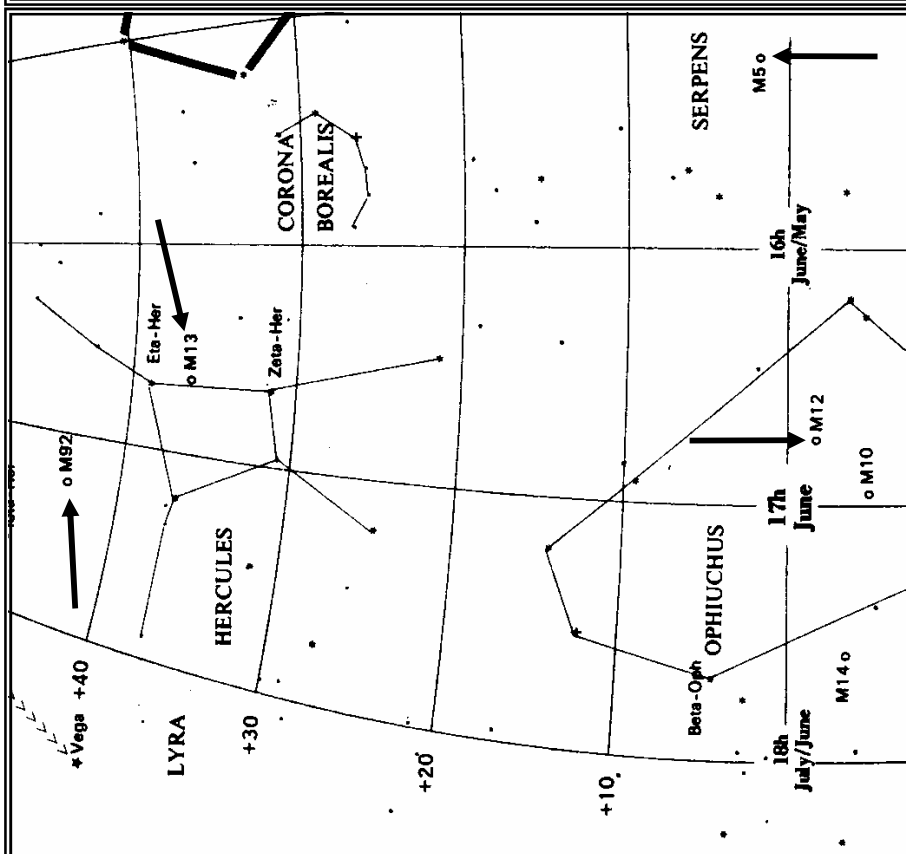 SERPENS
M5
CORONA
BOREALIS
16h
June/May
Eta-Her
M13
Zeta-Her
M92
M12
M10
17h
June
HERCULES
OPHIUCHUS
Beta-Oph
M14
Vega
+40
LYRA
+30
+20
+10
18h
July/June